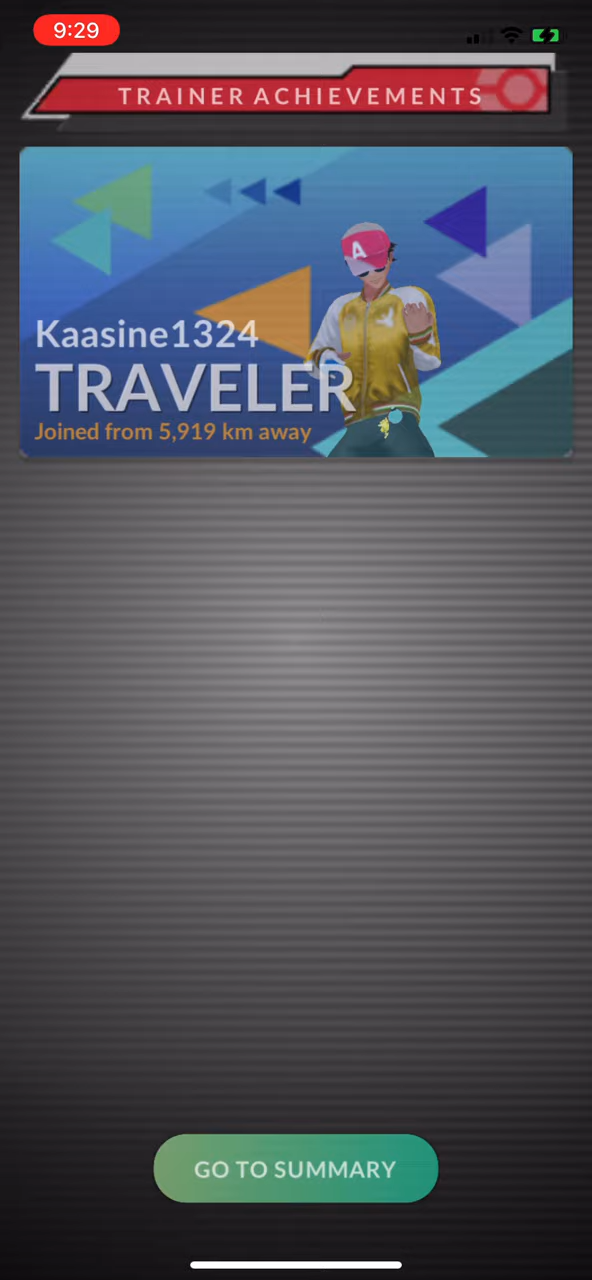 9:29
TRAINER ACHIEVEMENTS
A
Kaasine1324
TRAVELER
Joined from 5,919 km away
GO TO SUMMARY